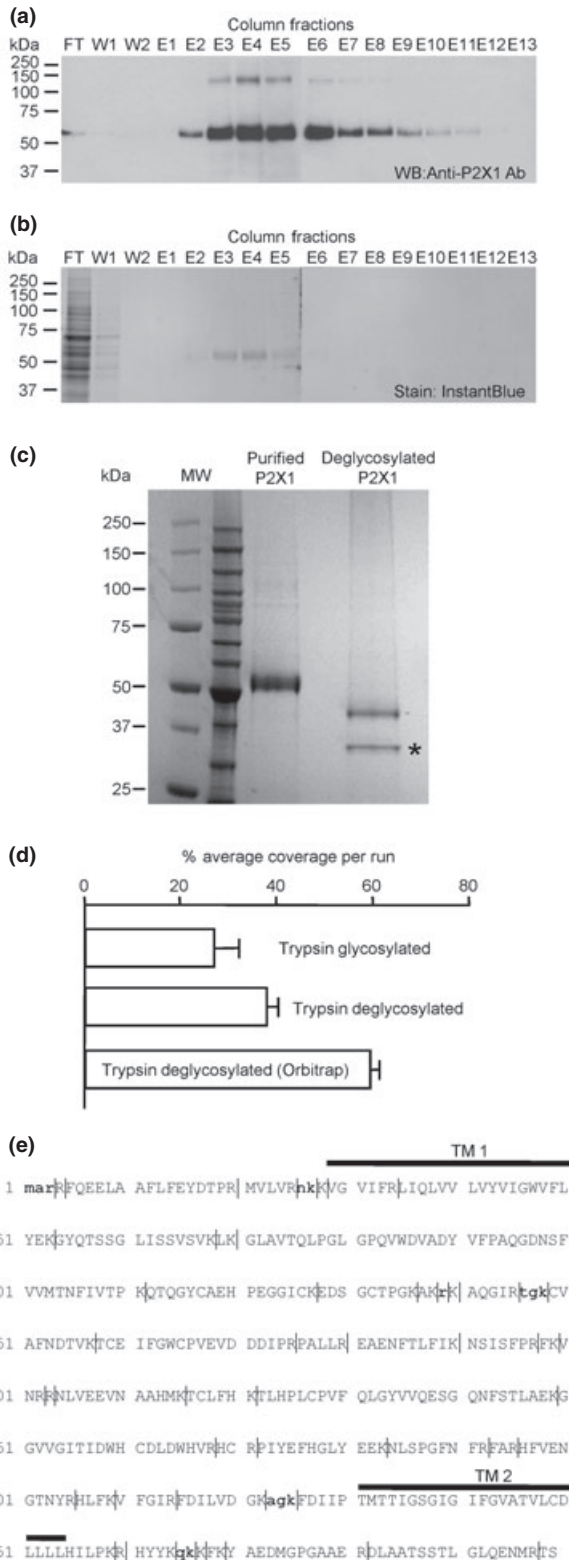 (a)
Column fractions
kDa FT W1 W2 E1 E2 E3 E4 E5 E6 E7 E8 E9 E10 E11 E12 E13
250
150
100
75
50
37
WB:Anti-P2X1 Ab
(b)
Column fractions
kDa FT W1 W2 E1 E2 E3 E4 E5 E6 E7 E8 E9 E10 E11 E12 E13
250
150
100
75
50
37
Stain: InstantBlue
(c)
kDa MW Purified P2X1 Deglycosylated P2X1
250
150
100
75
50
37
25
*
(d)
% average coverage per run
0 20 40 60 80
Trypsin glycosylated
Trypsin deglycosylated
Trypsin deglycosylated (Orbitrap)
(e)
TM 1
1 marRFQEELA AFLFEYDTPR MVLVRnkKVG VIFRLIQLVV LVYVIGWVFL
51 YEKGYQTSSG LISSVSVKLK GLAVTQLPGL GPQVWDVADY VFPAQGDNSF
01 VVMTNFIVTP KQTQGYCAEH PEGGICKEDS GCTPGKAKrK AQGIRtgkCV
51 AFNDTVKTCE IFGWCPVEVD DDIPRPALLR EAENFTLFIK NSISFPRFKV
01 NRRNLVEEVN AAHMKTCLFH KTLHPLCPVF QLGYVVQESG QNFSTLAEKG
51 GVVGITIDWH CDLDWHVRHC RPIYEFHGLY EEKNLSPGFN FRFARHFVEN
TM 2
01 GTNYRHLFKV FGIRFDILVD GKagkFDIIP TMTTIGSGIG IFGVATVLCD
51 LLLLHILPKR HYYKqkKFKY AEDMGPGAAE RDLAATSSTL GLQENMRTS